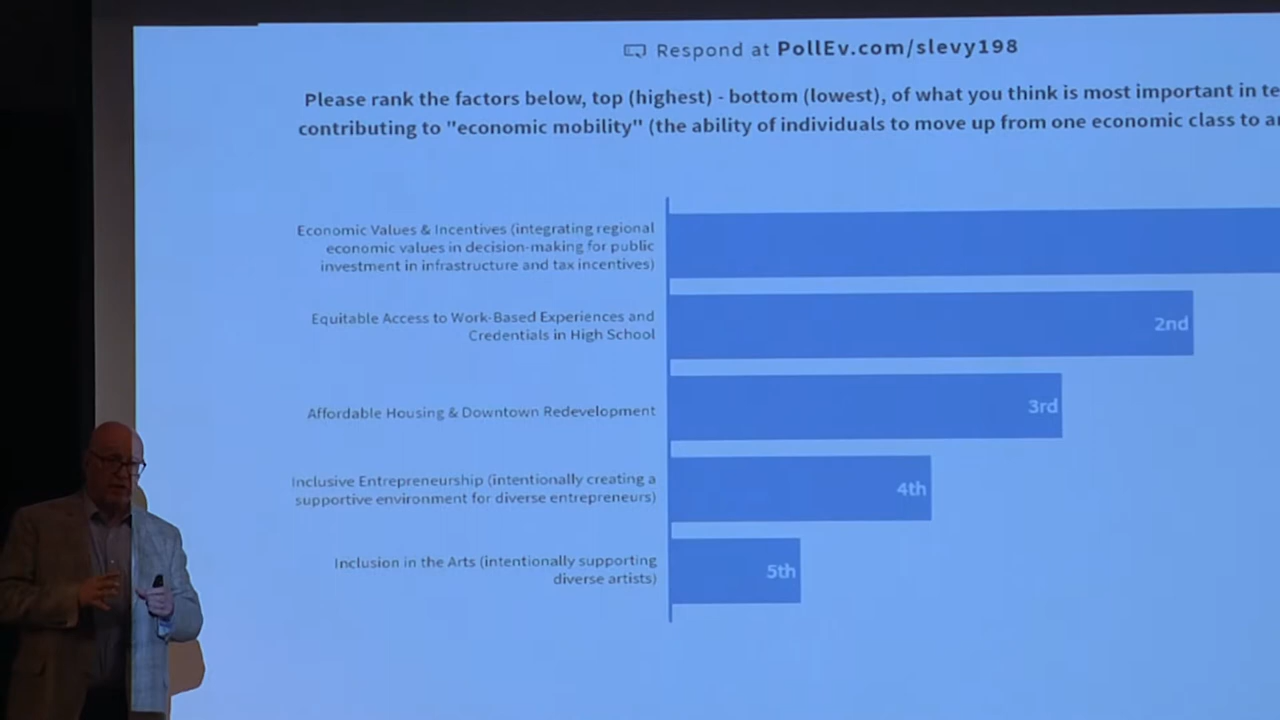 Respond at PollEv.com/slevy198
Please rank the factors below, top (highest) - bottom (lowest), of what you think is most important in te
contributing to "economic mobility" (the ability of individuals to move up from one economic class to a
Economic Values & Incentives (integrating regional
economic values in decision-making for public
investment in infrastructure and tax incentives)
Equitable Access to Work-Based Experiences and
Credentials in High School
2nd
Affordable Housing & Downtown Redevelopment
3rd
Inclusive Entrepreneurship (intentionally creating a
supportive environment for diverse entrepreneurs)
4th
Inclusion in the Arts (intentionally supporting
diverse artists)
5th